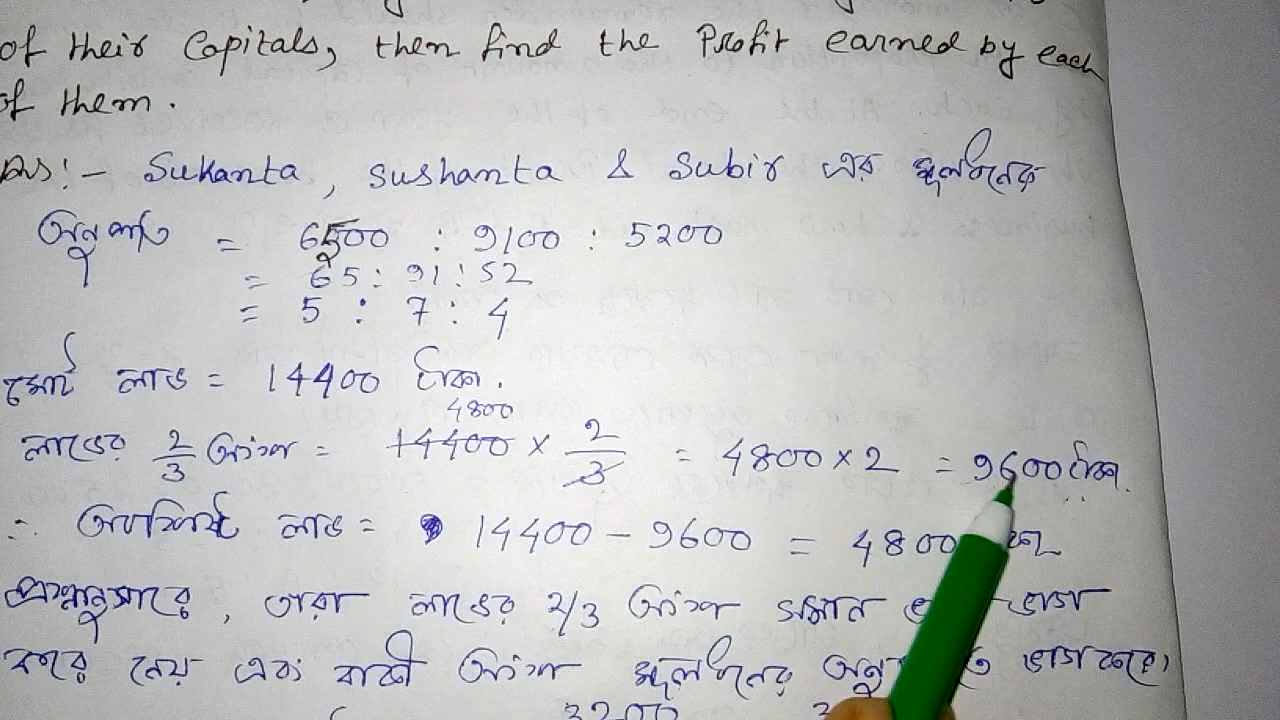 of their Capitals, then find the Profit earned by each
of them.
Ans:- Sukanta, Sushanta & Subir এর মূলধনের
অনুপাত = 6500 : 9100 : 5200
= 65 : 91 : 52
= 5 : 7 : 4
মোট লাভ = 14400 টাকা.
4800
লাভের 2/3 অংশ = 14400 × 2/3 = 4800 × 2 = 9600 টাকা.
∴ অবশিষ্ট লাভ = 14400 – 9600 = 4800
প্রশ্নানুসারে, তারা লাভের 2/3 অংশ সমান ভাগ
করে নেয় এবং বাকী অংশ মূলধনের ভাগ করে।
3200